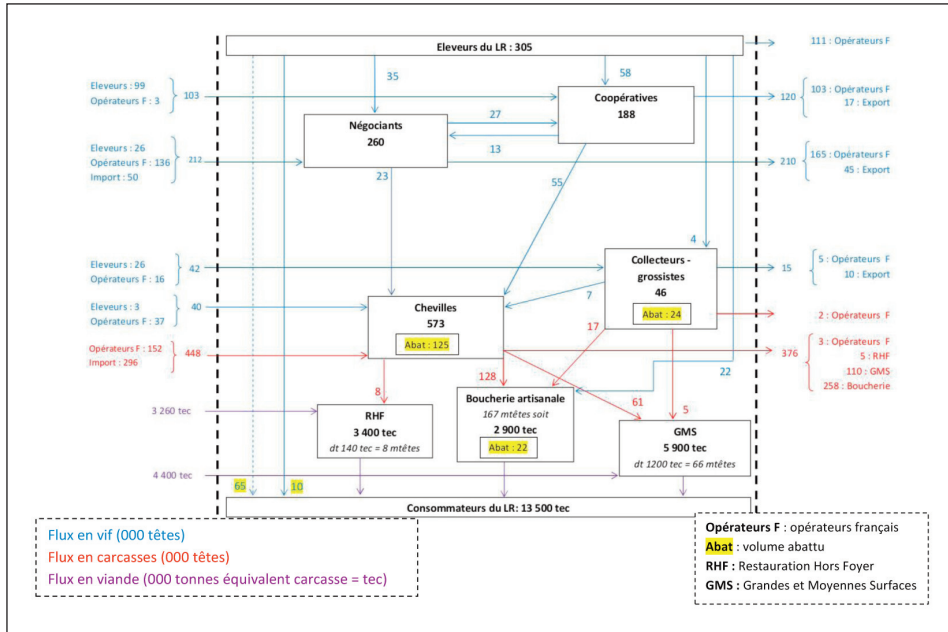 Eleveurs du LR : 305
111 : Opérateurs F
35
58
Eleveurs : 99
Opérateurs F : 3
103
Coopératives
188
120
103 : Opérateurs F
17 : Export
27
Négociants
260
13
Eleveurs : 26
Opérateurs F : 136
Import : 50
212
210
165 : Opérateurs F
45 : Export
23
55
4
Eleveurs : 26
Opérateurs F : 16
42
Collecteurs -
grossistes
46
Abat : 24
15
5 : Opérateurs F
10 : Export
7
Eleveurs : 3
Opérateurs F : 37
40
Chevilles
573
Abat : 125
2 : Opérateurs F
17
Opérateurs F : 152
Import : 296
448
376
3 : Opérateurs F
5 : RHF
110 : GMS
258 : Boucherie
22
8
128
61
5
3 260 tec
RHF
3 400 tec
dt 140 tec = 8 mtêtes
Boucherie artisanale
167 mtêtes soit
2 900 tec
Abat : 22
GMS
5 900 tec
dt 1200 tec = 66 mtêtes
4 400 tec
65
10
Consommateurs du LR: 13 500 tec
Flux en vif (000 têtes)
Flux en carcasses (000 têtes)
Flux en viande (000 tonnes équivalent carcasse = tec)
Opérateurs F : opérateurs français
Abat : volume abattu
RHF : Restauration Hors Foyer
GMS : Grandes et Moyennes Surfaces